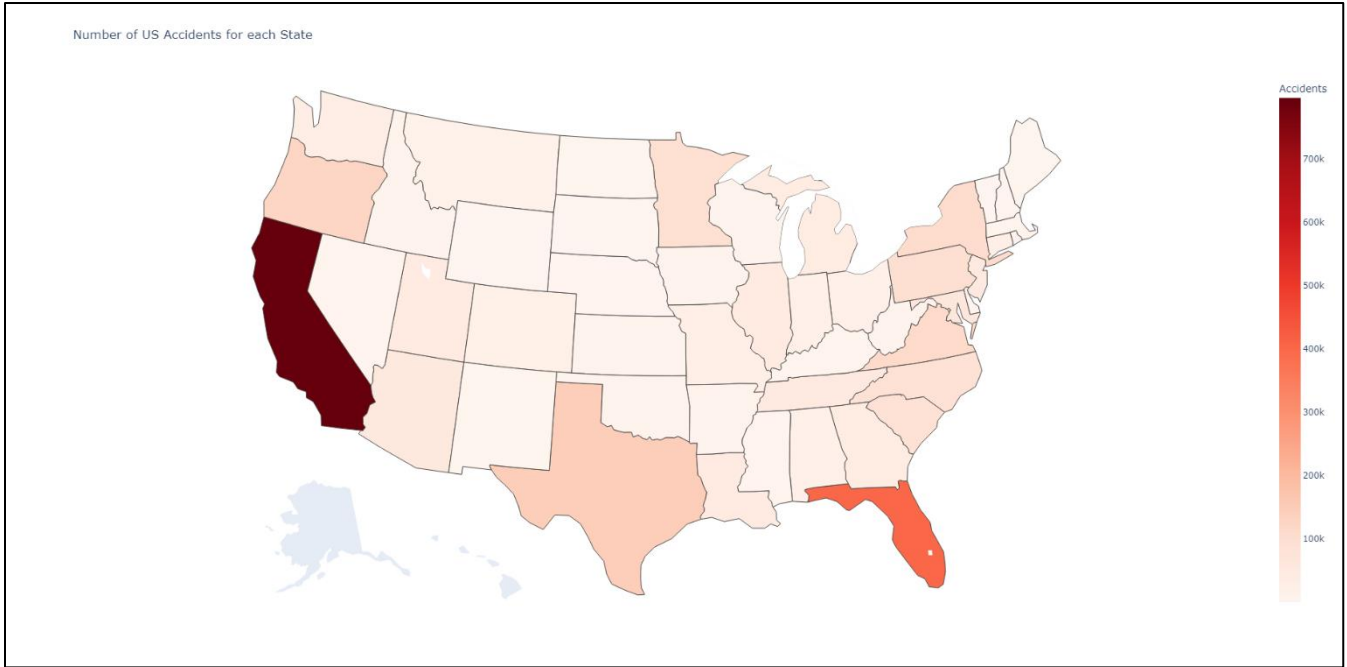 Number of US Accidents for each State
Accidents
700k
600k
500k
400k
300k
200k
100k